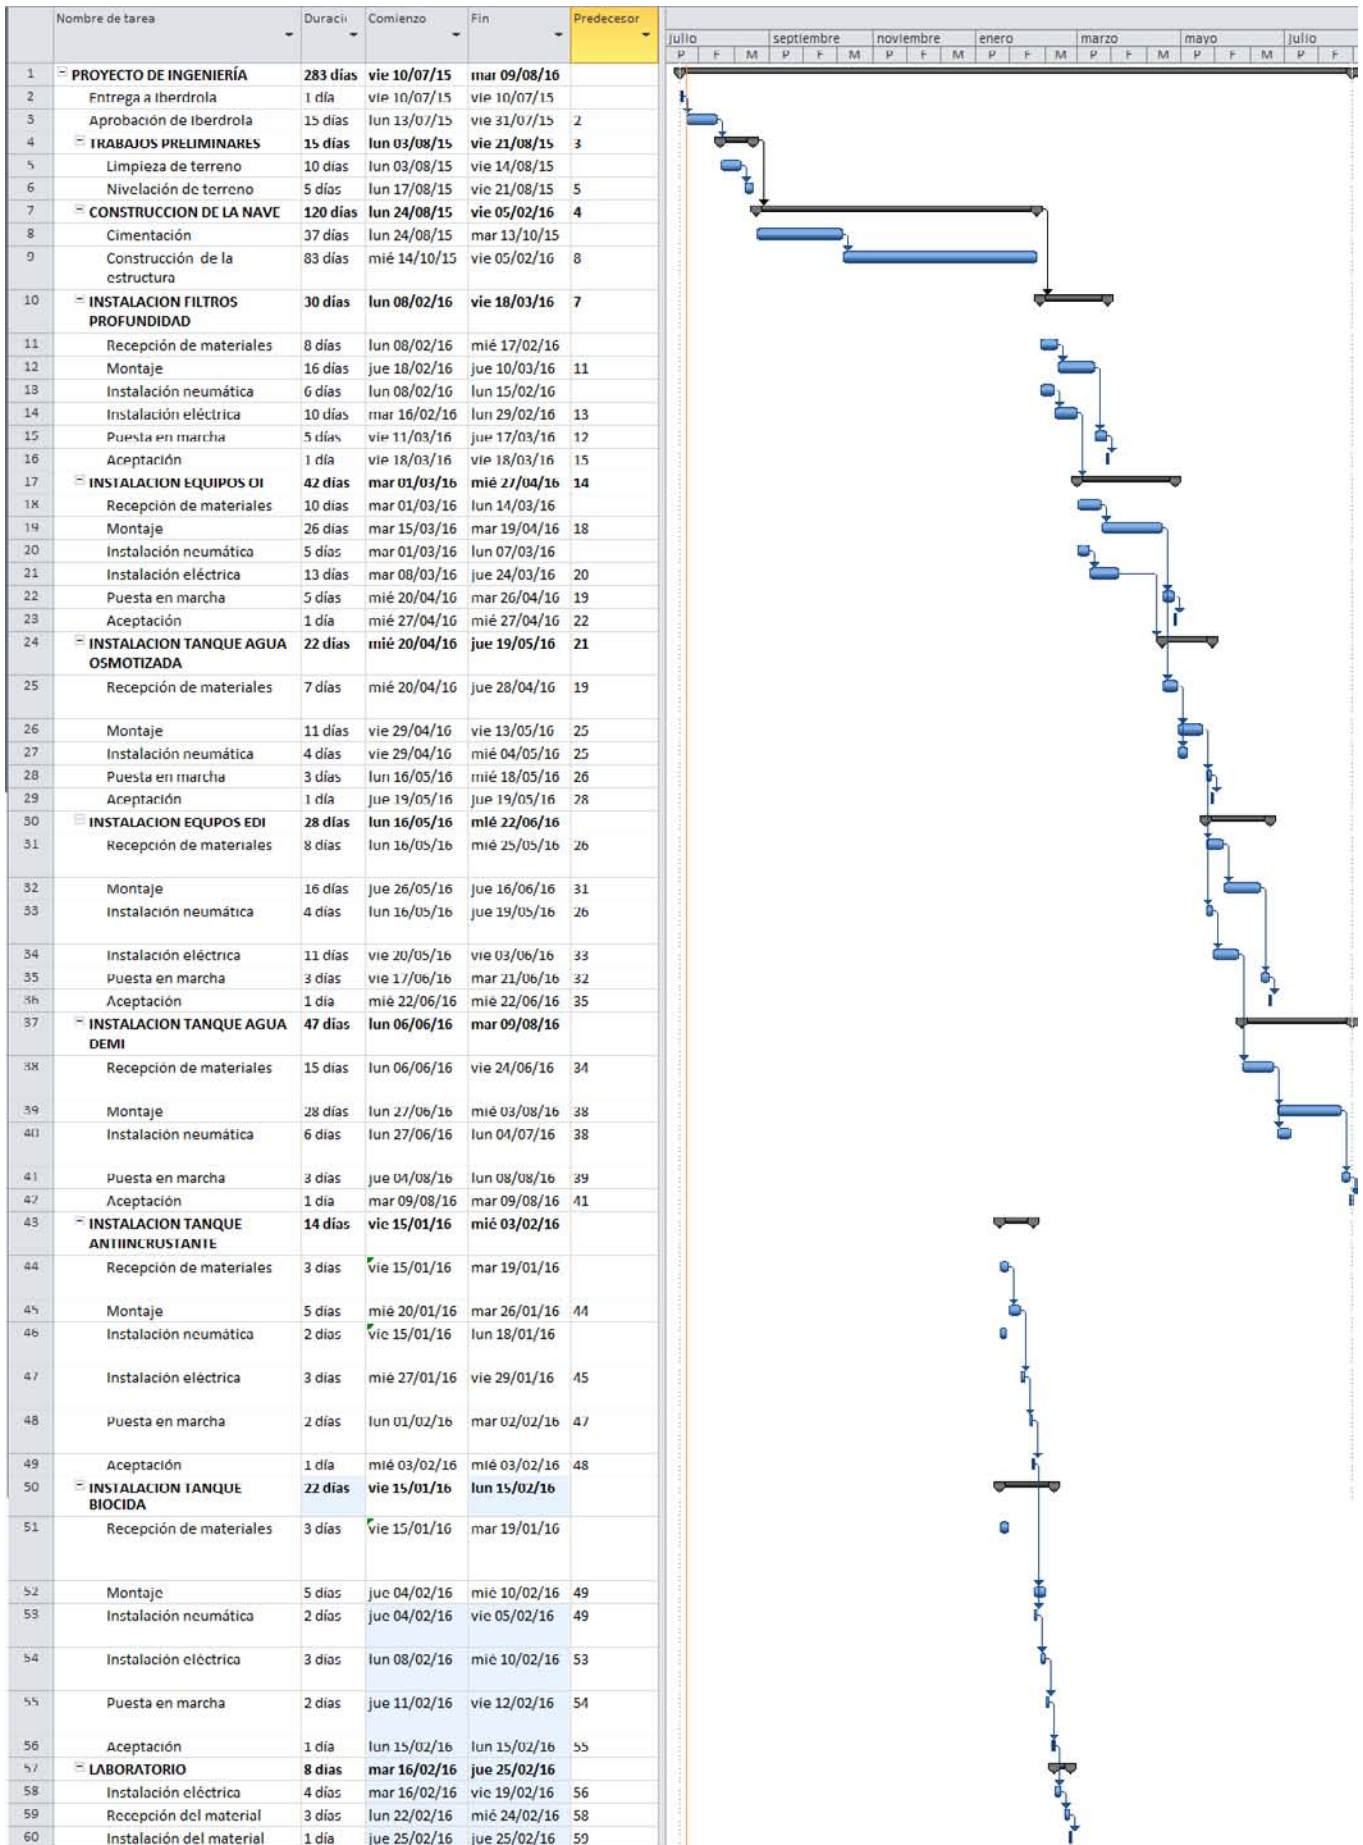 Nombre de tarea Duració Comienzo Fin Predecesor
julio septiembre noviembre enero marzo mayo julio
P F M P F M P F M P F M P F M P F M P F
1 PROYECTO DE INGENIERÍA 283 días vie 10/07/15 mar 09/08/16
2 Entrega a Iberdrola 1 día vie 10/07/15 vie 10/07/15
3 Aprobación de Iberdrola 15 días lun 13/07/15 vie 31/07/15 2
4 TRABAJOS PRELIMINARES 15 días lun 03/08/15 vie 21/08/15 3
5 Limpieza de terreno 10 días lun 03/08/15 vie 14/08/15
6 Nivelación de terreno 5 días lun 17/08/15 vie 21/08/15 5
7 CONSTRUCCION DE LA NAVE 120 días lun 24/08/15 vie 05/02/16 4
8 Cimentación 37 días lun 24/08/15 mar 13/10/15
9 Construcción de la 83 días mié 14/10/15 vie 05/02/16 8
estructura
10 INSTALACION FILTROS 30 días lun 08/02/16 vie 18/03/16 7
PROFUNDIDAD
11 Recepción de materiales 8 días lun 08/02/16 mié 17/02/16
12 Montaje 16 días jue 18/02/16 jue 10/03/16 11
13 Instalación neumática 6 días lun 08/02/16 lun 15/02/16
14 Instalación eléctrica 10 días mar 16/02/16 lun 29/02/16 13
15 Puesta en marcha 5 días vie 11/03/16 jue 17/03/16 12
16 Aceptación 1 día vie 18/03/16 vie 18/03/16 15
17 INSTALACION EQUIPOS OI 42 días mar 01/03/16 mié 27/04/16 14
18 Recepción de materiales 10 días mar 01/03/16 lun 14/03/16
19 Montaje 26 días mar 15/03/16 mar 19/04/16 18
20 Instalación neumática 5 días mar 01/03/16 lun 07/03/16
21 Instalación eléctrica 13 días mar 08/03/16 jue 24/03/16 20
22 Puesta en marcha 5 días mié 20/04/16 mar 26/04/16 19
23 Aceptación 1 día mié 27/04/16 mié 27/04/16 22
24 INSTALACION TANQUE AGUA 22 días mié 20/04/16 jue 19/05/16 21
OSMOTIZADA
25 Recepción de materiales 7 días mié 20/04/16 jue 28/04/16 19
26 Montaje 11 días vie 29/04/16 vie 13/05/16 25
27 Instalación neumática 4 días vie 29/04/16 mié 04/05/16 25
28 Puesta en marcha 3 días lun 16/05/16 mié 18/05/16 26
29 Aceptación 1 día jue 19/05/16 jue 19/05/16 28
30 INSTALACION EQUPOS EDI 28 días lun 16/05/16 mié 22/06/16
31 Recepción de materiales 8 días lun 16/05/16 mié 25/05/16 26
32 Montaje 16 días jue 26/05/16 jue 16/06/16 31
33 Instalación neumática 4 días lun 16/05/16 jue 19/05/16 26
34 Instalación eléctrica 11 días vie 20/05/16 vie 03/06/16 33
35 Puesta en marcha 3 días vie 17/06/16 mar 21/06/16 32
36 Aceptación 1 día mié 22/06/16 mié 22/06/16 35
37 INSTALACION TANQUE AGUA 47 días lun 06/06/16 mar 09/08/16
DEMI
38 Recepción de materiales 15 días lun 06/06/16 vie 24/06/16 34
39 Montaje 28 días lun 27/06/16 mié 03/08/16 38
40 Instalación neumática 6 días lun 27/06/16 lun 04/07/16 38
41 Puesta en marcha 3 días jue 04/08/16 lun 08/08/16 39
42 Aceptación 1 día mar 09/08/16 mar 09/08/16 41
43 INSTALACION TANQUE 14 días vie 15/01/16 mié 03/02/16
ANTIINCRUSTANTE
44 Recepción de materiales 3 días vie 15/01/16 mar 19/01/16
45 Montaje 5 días mié 20/01/16 mar 26/01/16 44
46 Instalación neumática 2 días vie 15/01/16 lun 18/01/16
47 Instalación eléctrica 3 días mié 27/01/16 vie 29/01/16 45
48 Puesta en marcha 2 días lun 01/02/16 mar 02/02/16 47
49 Aceptación 1 día mié 03/02/16 mié 03/02/16 48
50 INSTALACION TANQUE 22 días vie 15/01/16 lun 15/02/16
BIOCIDA
51 Recepción de materiales 3 días vie 15/01/16 mar 19/01/16
52 Montaje 5 días jue 04/02/16 mié 10/02/16 49
53 Instalación neumática 2 días jue 04/02/16 vie 05/02/16 49
54 Instalación eléctrica 3 días lun 08/02/16 mié 10/02/16 53
55 Puesta en marcha 2 días jue 11/02/16 vie 12/02/16 54
56 Aceptación 1 día lun 15/02/16 lun 15/02/16 55
57 LABORATORIO 8 días mar 16/02/16 jue 25/02/16
58 Instalación eléctrica 4 días mar 16/02/16 vie 19/02/16 56
59 Recepción del material 3 días lun 22/02/16 mié 24/02/16 58
60 Instalación del material 1 día jue 25/02/16 jue 25/02/16 59